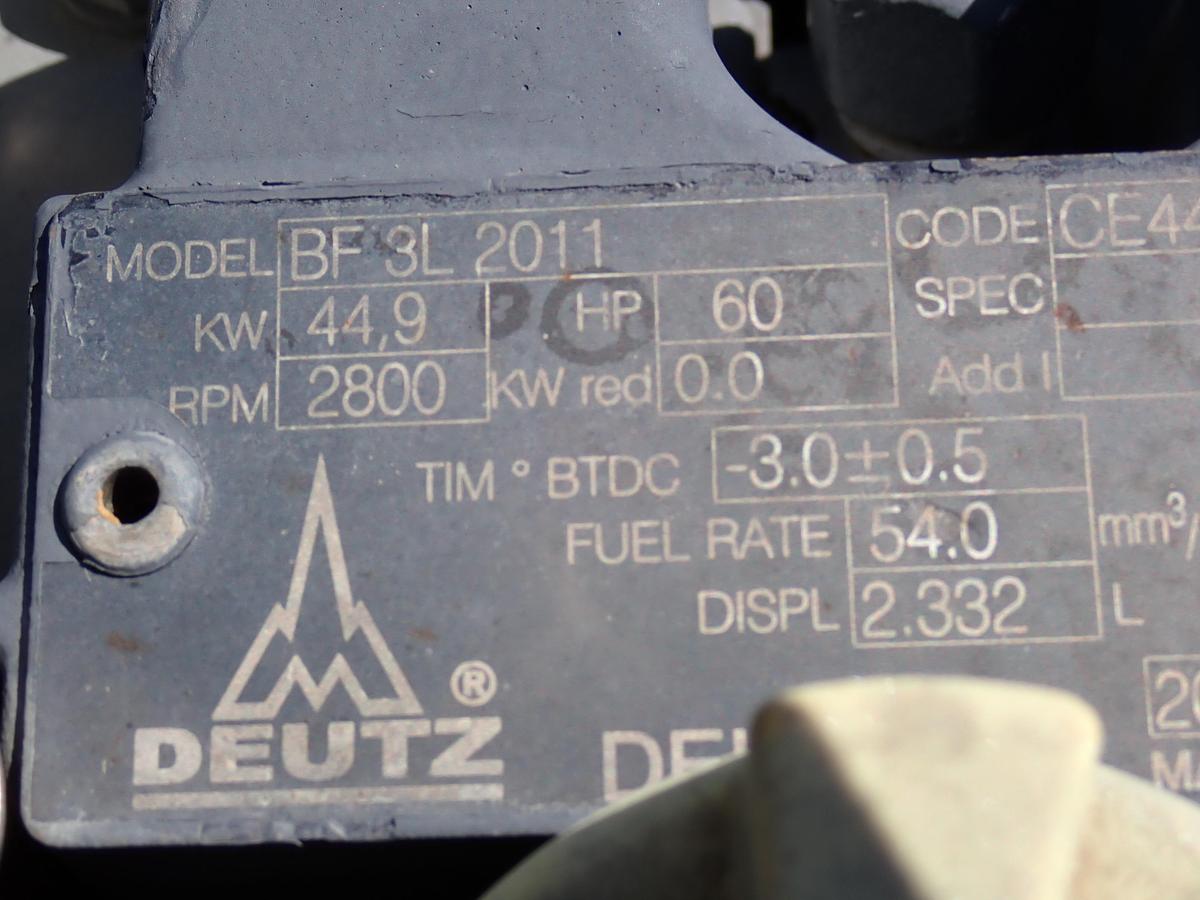 MODEL BF 3L 2011 CODE CE44
KW 44,9 HP 60 SPEC
RPM 2800 KW red 0.0 Add I
TIM ° BTDC -3.0±0.5
FUEL RATE 54.0 mm³/
DISPL 2.332 L
®
DEUTZ